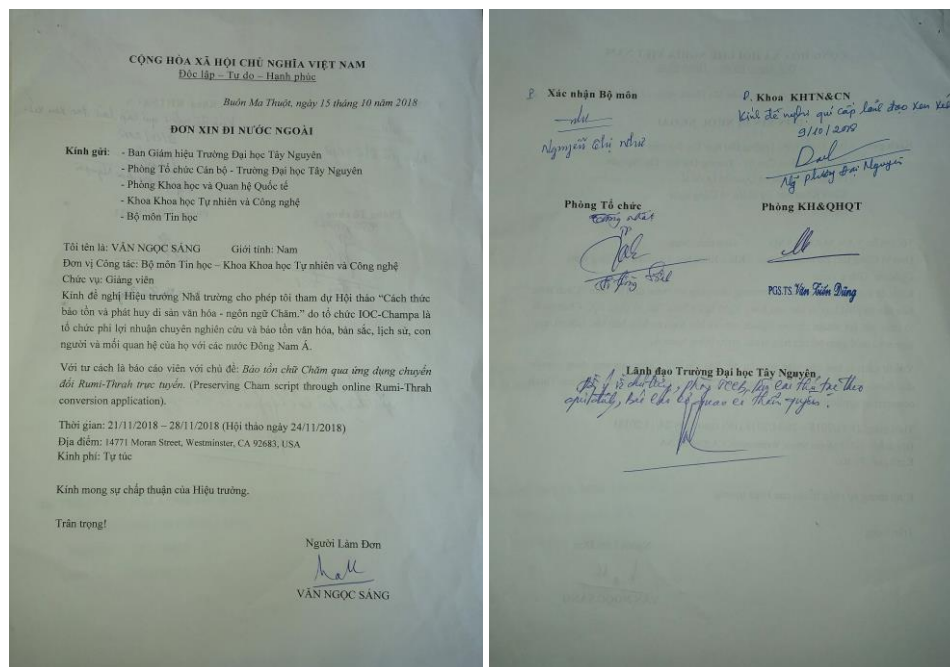 CỘNG HÒA XÃ HỘI CHỦ NGHĨA VIỆT NAM
Độc lập – Tự do – Hạnh phúc
Buôn Ma Thuột, ngày 15 tháng 10 năm 2018
ĐƠN XIN ĐI NƯỚC NGOÀI
Kính gửi: - Ban Giám hiệu Trường Đại học Tây Nguyên
- Phòng Tổ chức Cán bộ - Trường Đại học Tây Nguyên
- Phòng Khoa học và Quan hệ Quốc tế
- Khoa Khoa học Tự nhiên và Công nghệ
- Bộ môn Tin học
Tôi tên là: VĂN NGỌC SÁNG Giới tính: Nam
Đơn vị Công tác: Bộ môn Tin học – Khoa Khoa học Tự nhiên và Công nghệ
Chức vụ: Giảng viên
Kính đề nghị Hiệu trưởng Nhà trường cho phép tôi tham dự Hội thảo “Cách thức
bảo tồn và phát huy di sản văn hóa - ngôn ngữ Chăm.” do tổ chức IOC-Champa là
tổ chức phi lợi nhuận chuyên nghiên cứu và bảo tồn văn hóa, bản sắc, lịch sử, con
người và mối quan hệ của họ với các nước Đông Nam Á.
Với tư cách là báo cáo viên với chủ đề: Bảo tồn chữ Chăm qua ứng dụng chuyển
đổi Rumi-Thrah trực tuyến. (Preserving Cham script through online Rumi-Thrah
conversion application).
Thời gian: 21/11/2018 – 28/11/2018 (Hội thảo ngày 24/11/2018)
Địa điểm: 14771 Moran Street, Westminster, CA 92683, USA
Kinh phí: Tự túc
Kính mong sự chấp thuận của Hiệu trưởng.
Trân trọng!
Người Làm Đơn
VĂN NGỌC SÁNG
Xác nhận Bộ môn
Nguyễn Thị Như
P. Khoa KHTN&CN
Kính đề nghị quí cấp lãnh đạo xem xét
9/10/2018
Ng Phương Đại Nguyên
Phòng Tổ chức
Thống nhất
Phòng KH&QHQT
PGS.TS. Văn Tiến Dũng
Lãnh đạo Trường Đại học Tây Nguyên
Đồng ý về chủ trương, phòng TCCB theo